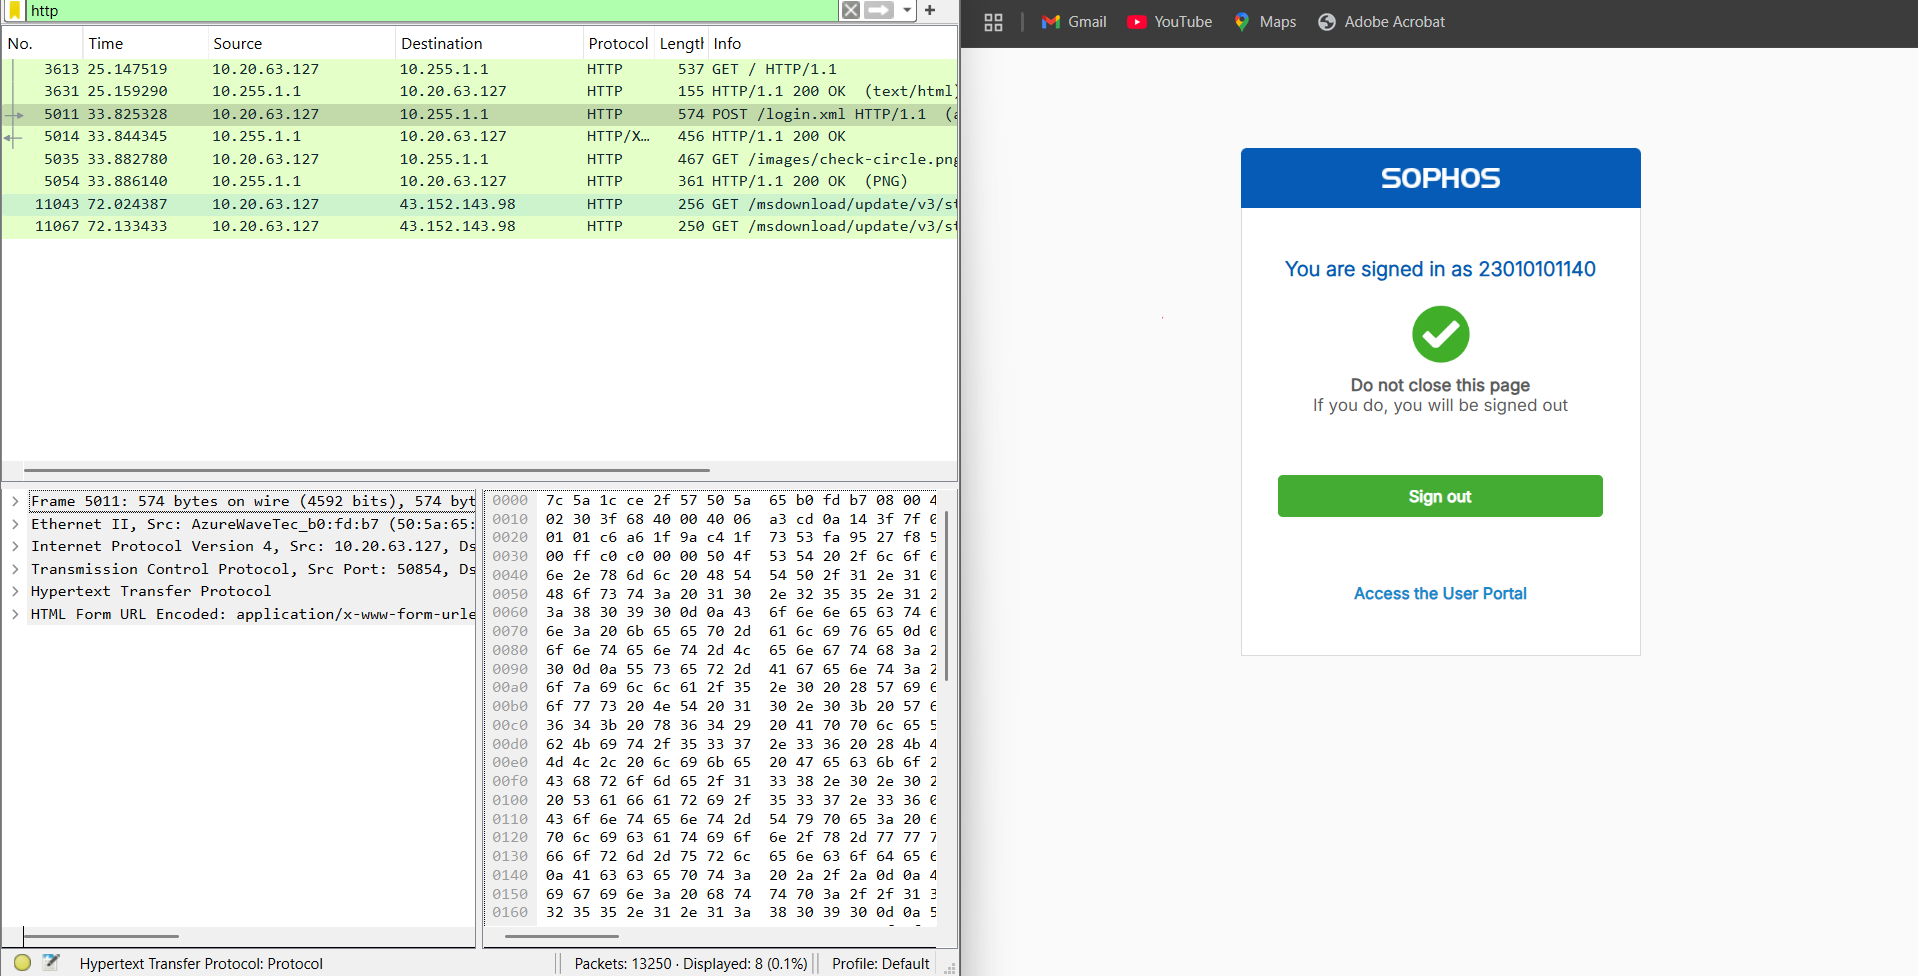 http
No. Time Source Destination Protocol Length Info
3613 25.147519 10.20.63.127 10.255.1.1 HTTP 537 GET / HTTP/1.1
3631 25.159290 10.255.1.1 10.20.63.127 HTTP 155 HTTP/1.1 200 OK (text/html)
5011 33.825328 10.20.63.127 10.255.1.1 HTTP 574 POST /login.xml HTTP/1.1 (a
5014 33.844345 10.255.1.1 10.20.63.127 HTTP/X… 456 HTTP/1.1 200 OK
5035 33.882780 10.20.63.127 10.255.1.1 HTTP 467 GET /images/check-circle.png
5054 33.886140 10.255.1.1 10.20.63.127 HTTP 361 HTTP/1.1 200 OK (PNG)
11043 72.024387 10.20.63.127 43.152.143.98 HTTP 256 GET /msdownload/update/v3/st
11067 72.133433 10.20.63.127 43.152.143.98 HTTP 250 GET /msdownload/update/v3/st
Frame 5011: 574 bytes on wire (4592 bits), 574 byt
Ethernet II, Src: AzureWaveTec_b0:fd:b7 (50:5a:65:
Internet Protocol Version 4, Src: 10.20.63.127, Ds
Transmission Control Protocol, Src Port: 50854, Ds
Hypertext Transfer Protocol
HTML Form URL Encoded: application/x-www-form-urle
0000 7c 5a 1c ce 2f 57 50 5a 65 b0 fd b7 08 00 4
0010 02 30 3f 68 40 00 40 06 a3 cd 0a 14 3f 7f 0
0020 01 01 c6 a6 1f 9a c4 1f 73 53 fa 95 27 f8 5
0030 00 ff c0 c0 00 00 50 4f 53 54 20 2f 6c 6f 6
0040 6e 2e 78 6d 6c 20 48 54 54 50 2f 31 2e 31 0
0050 48 6f 73 74 3a 20 31 30 2e 32 35 35 2e 31 2
0060 3a 38 30 39 30 0d 0a 43 6f 6e 6e 65 63 74 6
0070 6e 3a 20 6b 65 65 70 2d 61 6c 69 76 65 0d 0
0080 6f 6e 74 65 6e 74 2d 4c 65 6e 67 74 68 3a 2
0090 30 0d 0a 55 73 65 72 2d 41 67 65 6e 74 3a 2
00a0 6f 7a 69 6c 6c 61 2f 35 2e 30 20 28 57 69 6
00b0 6f 77 73 20 4e 54 20 31 30 2e 30 3b 20 57 6
00c0 36 34 3b 20 78 36 34 29 20 41 70 70 6c 65 5
00d0 62 4b 69 74 2f 35 33 37 2e 33 36 20 28 4b 4
00e0 4d 4c 2c 20 6c 69 6b 65 20 47 65 63 6b 6f 2
00f0 43 68 72 6f 6d 65 2f 31 33 38 2e 30 2e 30 2
0100 20 53 61 66 61 72 69 2f 35 33 37 2e 33 36 0
0110 43 6f 6e 74 65 6e 74 2d 54 79 70 65 3a 20 6
0120 70 6c 69 63 61 74 69 6f 6e 2f 78 2d 77 77 7
0130 66 6f 72 6d 2d 75 72 6c 65 6e 63 6f 64 65 6
0140 0a 41 63 63 65 70 74 3a 20 2a 2f 2a 0d 0a 4
0150 69 67 69 6e 3a 20 68 74 74 70 3a 2f 2f 31 3
0160 32 35 35 2e 31 2e 31 3a 38 30 39 30 0d 0a 5
Hypertext Transfer Protocol: Protocol
Packets: 13250 · Displayed: 8 (0.1%)
Profile: Default
Gmail YouTube Maps Adobe Acrobat
SOPHOS
You are signed in as 23010101140
Do not close this page
If you do, you will be signed out
Sign out
Access the User Portal